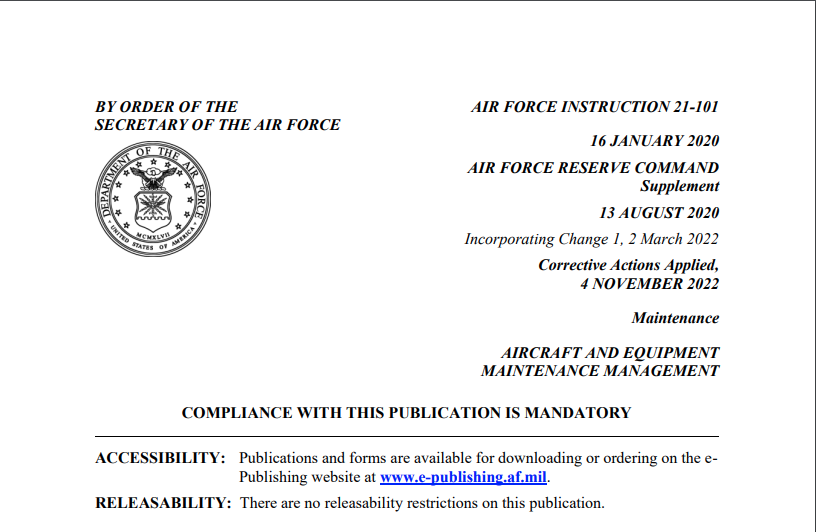 BY ORDER OF THE
SECRETARY OF THE AIR FORCE
DEPARTMENT OF THE AIR FORCE
MCMXLVII
UNITED STATES OF AMERICA
AIR FORCE INSTRUCTION 21-101
16 JANUARY 2020
AIR FORCE RESERVE COMMAND
Supplement
13 AUGUST 2020
Incorporating Change 1, 2 March 2022
Corrective Actions Applied,
4 NOVEMBER 2022
Maintenance
AIRCRAFT AND EQUIPMENT
MAINTENANCE MANAGEMENT
COMPLIANCE WITH THIS PUBLICATION IS MANDATORY
ACCESSIBILITY: Publications and forms are available for downloading or ordering on the e-
Publishing website at www.e-publishing.af.mil.
RELEASABILITY: There are no releasability restrictions on this publication.